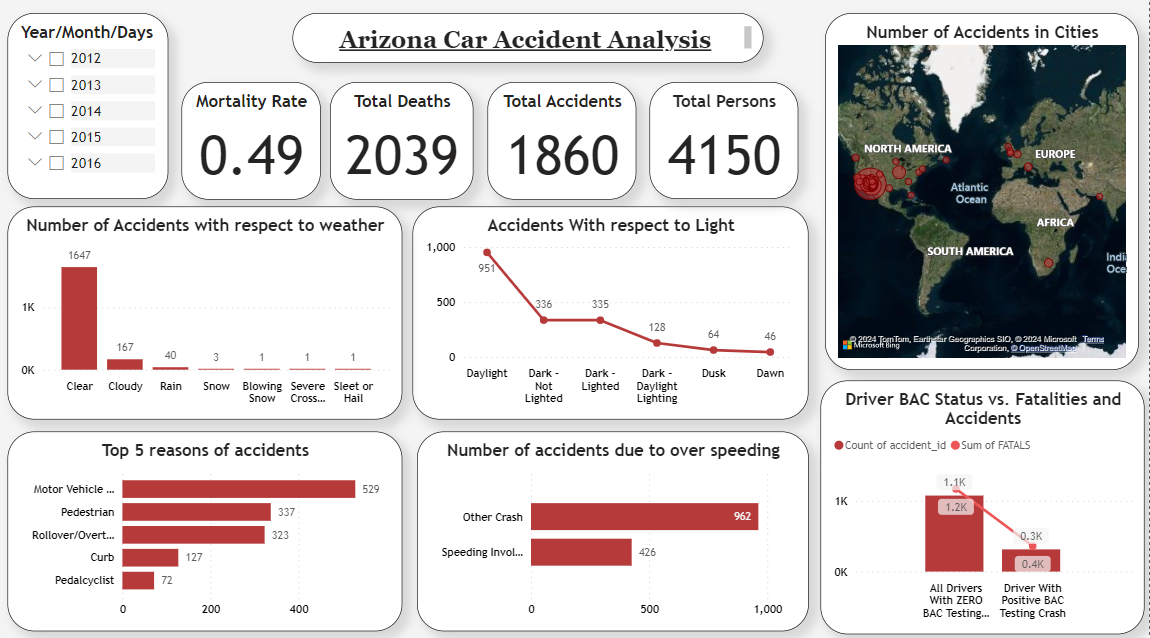 Year/Month/Days
2012
2013
2014
2015
2016
Arizona Car Accident Analysis
Mortality Rate
0.49
Total Deaths
2039
Total Accidents
1860
Total Persons
4150
Number of Accidents in Cities
NORTH AMERICA
EUROPE
Atlantic
Ocean
AFRICA
SOUTH AMERICA
Indi
Oce
© 2024 TomTom, Earthstar Geographics SIO, © 2024 Microsoft
Corporation, © OpenStreetMap
Terms
Microsoft Bing
Number of Accidents with respect to weather
1647
1K
167
40
3
1
1
1
0K
Clear
Cloudy
Rain
Snow
Blowing
Snow
Severe
Cross...
Sleet or
Hail
Accidents With respect to Light
1,000
951
500
336
335
128
64
46
0
Daylight
Dark -
Not
Lighted
Dark -
Lighted
Dark -
Daylight
Lighting
Dusk
Dawn
Top 5 reasons of accidents
Motor Vehicle ...
529
Pedestrian
337
Rollover/Overt...
323
Curb
127
Pedalcyclist
72
0
200
400
Number of accidents due to over speeding
Other Crash
962
Speeding Invol...
426
0
500
1,000
Driver BAC Status vs. Fatalities and
Accidents
Count of accident_id
Sum of FATALS
1.1K
1K
1.2K
0.3K
0.4K
0K
All Drivers
With ZERO
BAC Testing...
Driver With
Positive BAC
Testing Crash